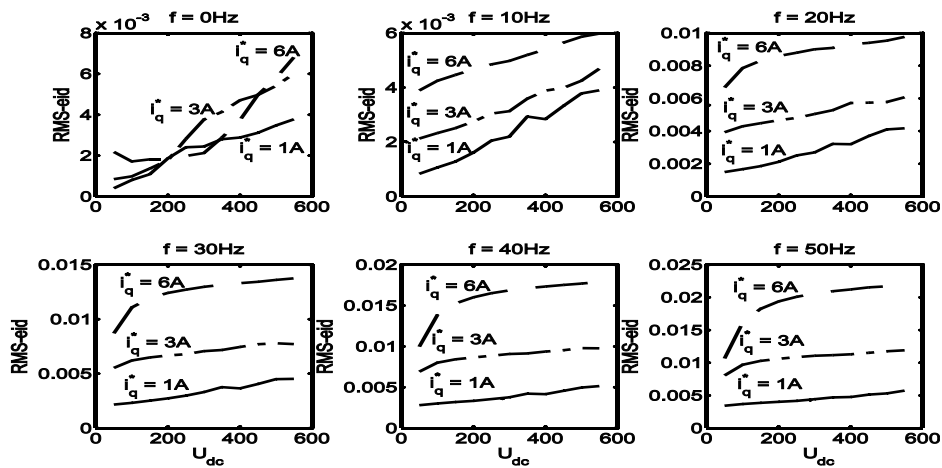 x 10⁻³ f = 0Hz
8
6
4
2
0
0 200 400 600
RMS-eid
i*q = 6A
i*q = 3A
i*q = 1A
x 10⁻³ f = 10Hz
6
4
2
0
0 200 400 600
RMS-eid
i*q = 6A
i*q = 3A
i*q = 1A
f = 20Hz
0.01
0.008
0.006
0.004
0.002
0
0 200 400 600
RMS-eid
i*q = 6A
i*q = 3A
i*q = 1A
f = 30Hz
0.015
0.01
0.005
0
0 200 400 600
RMS-eid
Udc
i*q = 6A
i*q = 3A
i*q = 1A
f = 40Hz
0.02
0.015
0.01
0.005
0
0 200 400 600
RMS-eid
Udc
i*q = 6A
i*q = 3A
i*q = 1A
f = 50Hz
0.025
0.02
0.015
0.01
0.005
0
0 200 400 600
RMS-eid
Udc
i*q = 6A
i*q = 3A
i*q = 1A